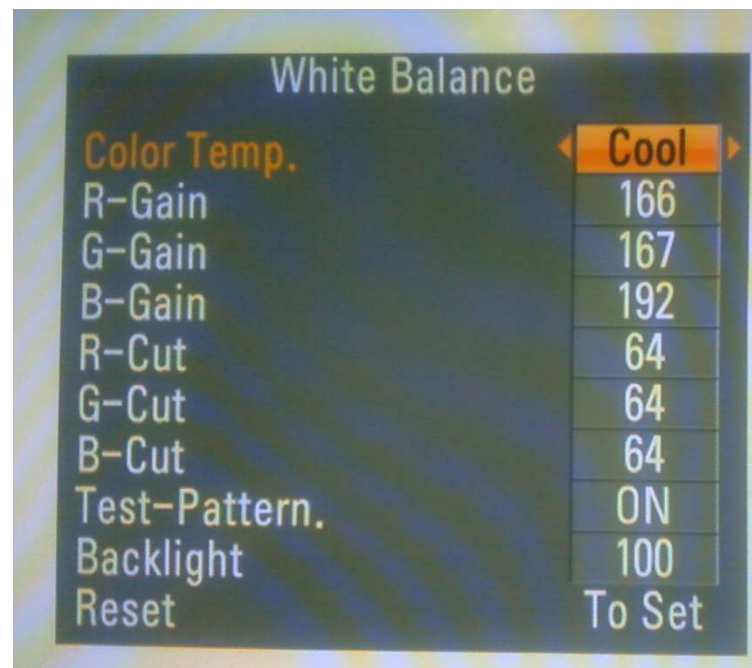 White Balance
Color Temp. Cool
R-Gain 166
G-Gain 167
B-Gain 192
R-Cut 64
G-Cut 64
B-Cut 64
Test-Pattern. ON
Backlight 100
Reset To Set